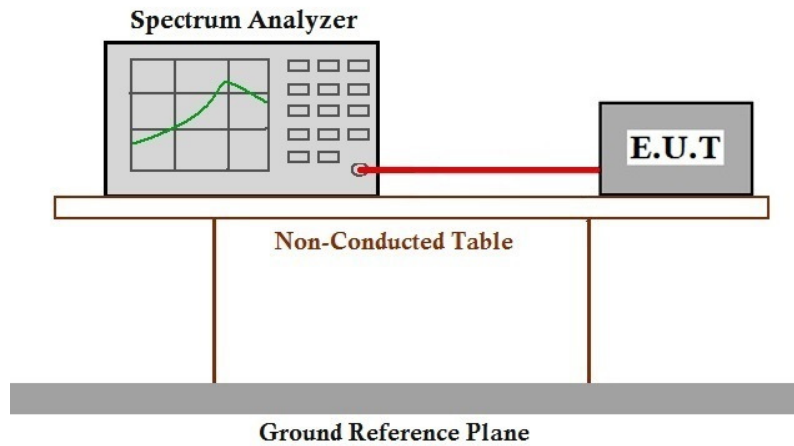 Spectrum Analyzer
E.U.T
Non-Conducted Table
Ground Reference Plane